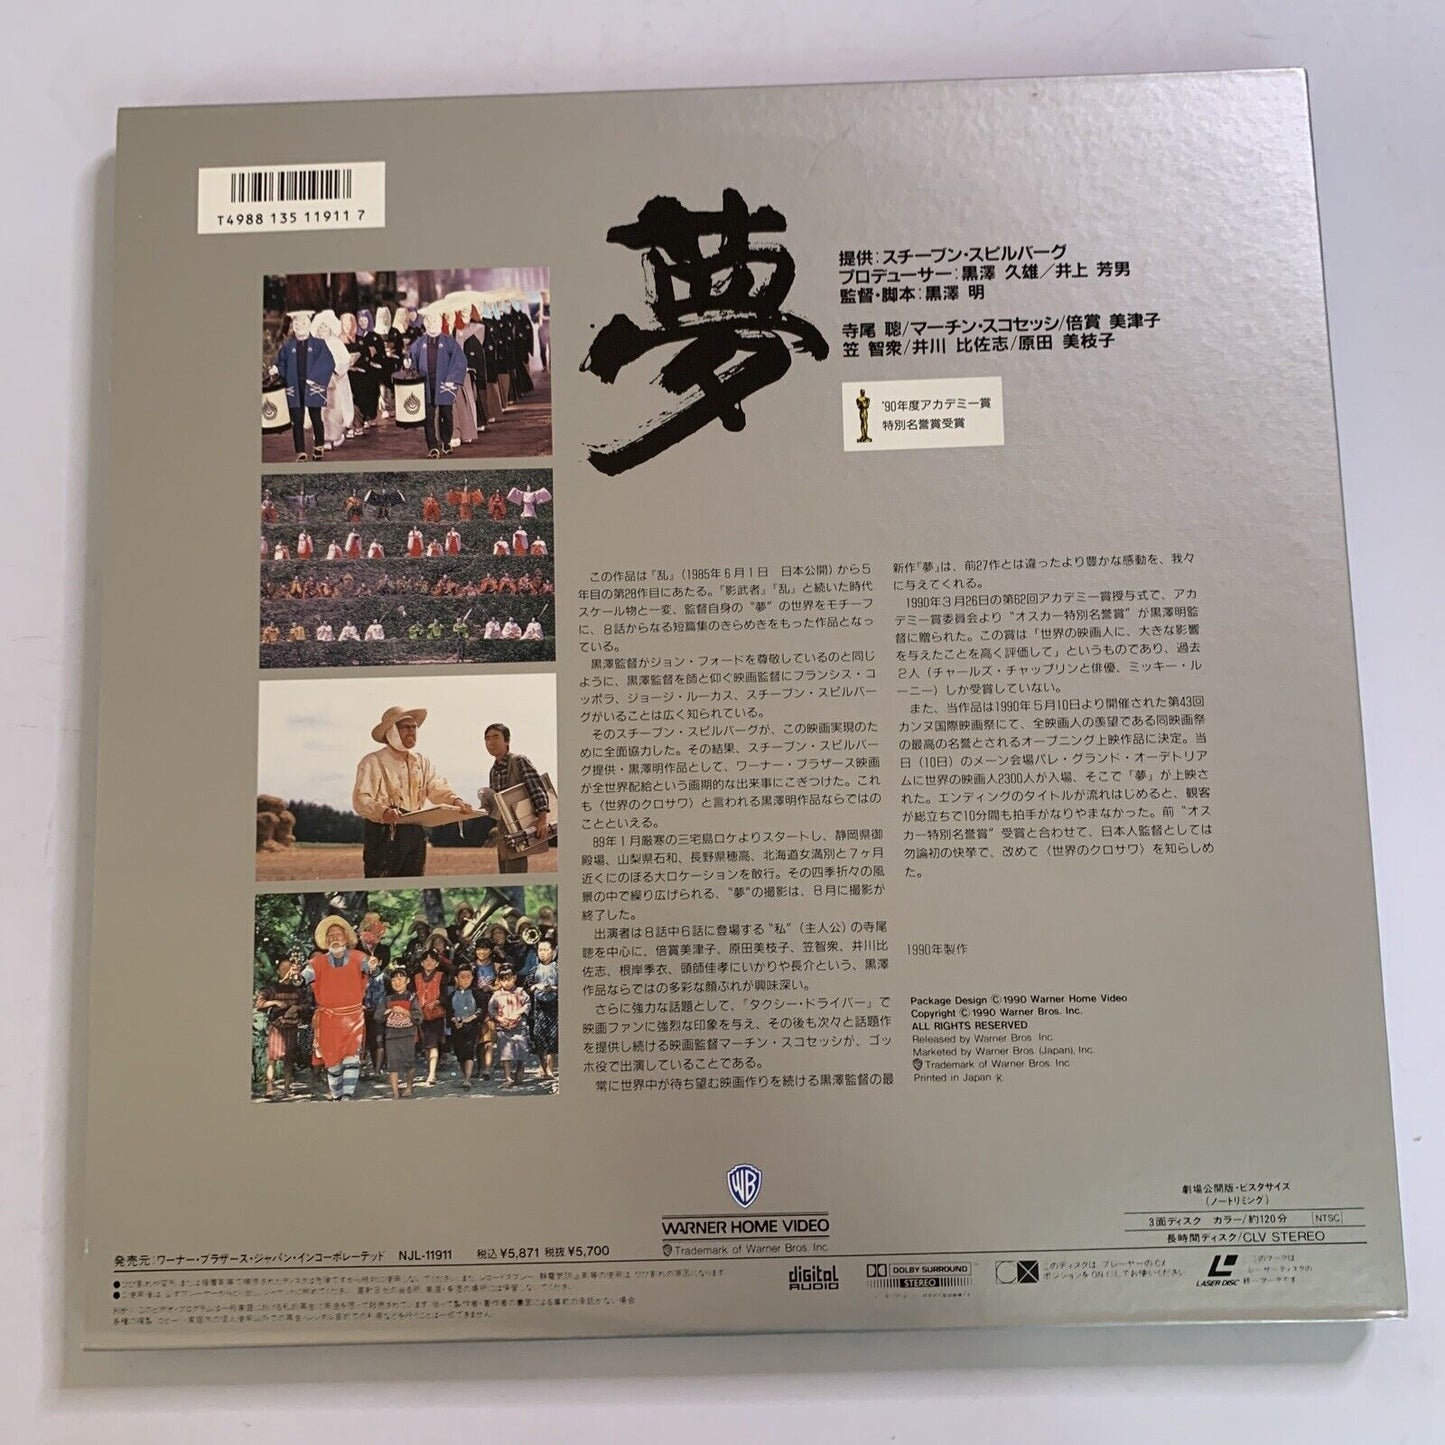 T4988 135 11911 7
夢
提供:スチーブン・スピルバーグ
プロデューサー:黒澤 久雄/井上 芳男
監督・脚本:黒澤 明
寺尾 聰/マーチン・スコセッシ/倍賞 美津子
笠 智衆/井川 比佐志/原田 美枝子
'90年度アカデミー賞
特別名誉賞受賞
この作品は『乱』(1985年6月1日 日本公開)から5
年目の第28作目にあたる。「影武者」「乱」と続いた時代
スケール物と一変、監督自身の“夢”の世界をモチーフ
に、8話からなる短篇集のきらめきをもった作品となっ
ている。
黒澤監督がジョン・フォードを尊敬しているのと同じ
ように、黒澤監督を師と仰ぐ映画監督にフランシス・コ
ッポラ、ジョージ・ルーカス、スチーブン・スピルバー
グがいることは広く知られている。
そのスチーブン・スピルバーグが、この映画実現のた
めに全面協力した。その結果、スチーブン・スピルバー
グ提供・黒澤明作品として、ワーナー・ブラザース映画
が全世界配給という画期的な出来事にこぎつけた。これ
も〈世界のクロサワ〉と言われる黒澤明作品ならではの
ことといえる。
89年1月厳寒の三宅島ロケよりスタートし、静岡県御
殿場、山梨県石和、長野県穂高、北海道女満別と7ヶ月
近くにのぼる大ロケーションを敢行。その四季折々の風
景の中で繰り広げられる、“夢”の撮影は、8月に撮影が
終了した。
出演者は8話中6話に登場する“私”(主人公)の寺尾
聰を中心に、倍賞美津子、原田美枝子、笠智衆、井川比
佐志、根岸季衣、頭師佳孝にいかりや長介という、黒澤
作品ならではの多彩な顔ぶれが興味深い。
さらに強力な話題として、『タクシー・ドライバー』で
映画ファンに強烈な印象を与え、その後も次々と話題作
を提供し続ける映画監督マーチン・スコセッシが、ゴッ
ホ役で出演していることである。
常に世界中が待ち望む映画作りを続ける黒澤監督の最
新作「夢」は、前27作とは違ったより豊かな感動を、我々
に与えてくれる。
1990年3月26日の第62回アカデミー賞授与式で、アカ
デミー賞委員会より“オスカー特別名誉賞”が黒澤明監
督に贈られた。この賞は「世界の映画人に、大きな影響
を与えたことを高く評価して」というものであり、過去
2人(チャールズ・チャップリンと俳優、ミッキー・ル
ーニー)しか受賞していない。
また、当作品は1990年5月10日より開催された第43回
カンヌ国際映画祭にて、全映画人の羨望である同映画祭
の最高の名誉とされるオープニング上映作品に決定。当
日(10日)のメーン会場パレ・グランド・オーデトリア
ムに世界の映画人2300人が入場、そこで「夢」が上映さ
れた。エンディングのタイトルが流れはじめると、観客
が総立ちで10分間も拍手がなりやまなかった。前“オス
カー特別名誉賞”受賞と合わせて、日本人監督としては
勿論初の快挙で、改めて〈世界のクロサワ〉を知らしめ
た。
1990年製作
Package Design ©1990 Warner Home Video
Copyright ©1990 Warner Bros. Inc.
ALL RIGHTS RESERVED
Released by Warner Bros. Inc.
Marketed by Warner Bros (Japan), Inc.
Trademark of Warner Bros. Inc.
Printed in Japan K.
WB
WARNER HOME VIDEO
Trademark of Warner Bros. Inc.
劇場公開版・ビスタサイズ
(ノートリミング)
3面ディスク カラー/約120分 NTSC
長時間ディスク/CLV STEREO
発売元:ワーナー・ブラザース・ジャパン・インコーポレーテッド NJL-11911 税込¥5,871 税抜¥5,700
digital AUDIO
DOLBY SURROUND
STEREO
CX
このディスクは プレーヤーのCX
ポジションをONにしてお使いください
LASER DISC
このマークは
レーザーディスクの
統一マークです